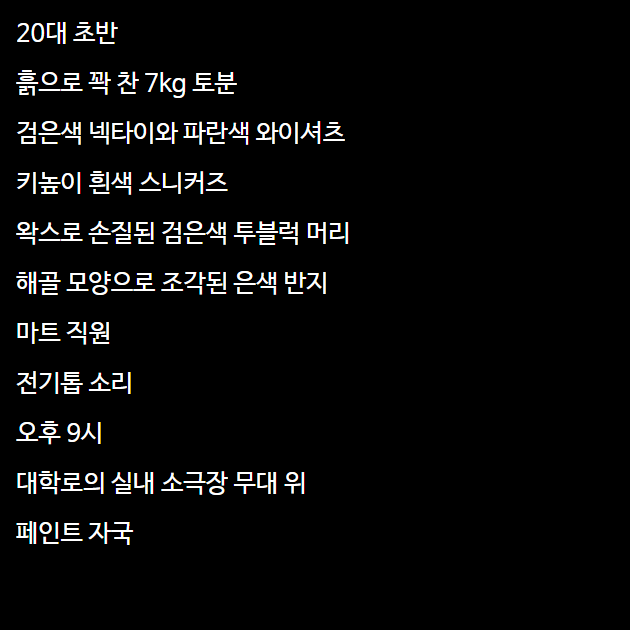 20대 초반
흙으로 꽉 찬 7kg 토분
검은색 넥타이와 파란색 와이셔츠
키높이 흰색 스니커즈
왁스로 손질된 검은색 투블럭 머리
해골 모양으로 조각된 은색 반지
마트 직원
전기톱 소리
오후 9시
대학로의 실내 소극장 무대 위
페인트 자국